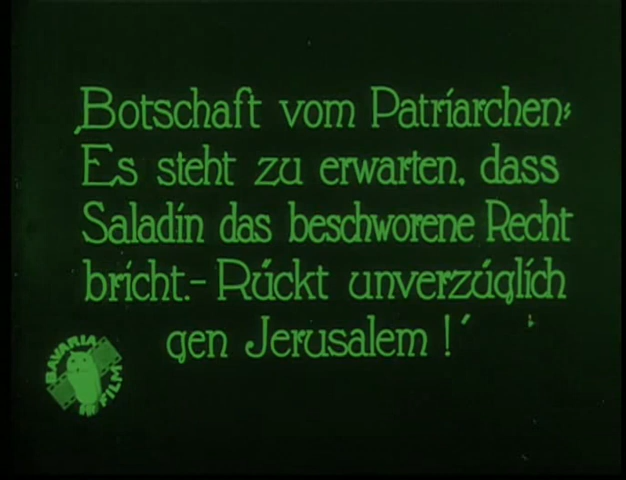 ‚Botschaft vom Patriarchen:
Es steht zu erwarten, dass
Saladin das beschworene Recht
bricht.- Rückt unverzüglich
gen Jerusalem !‘
BAVARIA
FILM